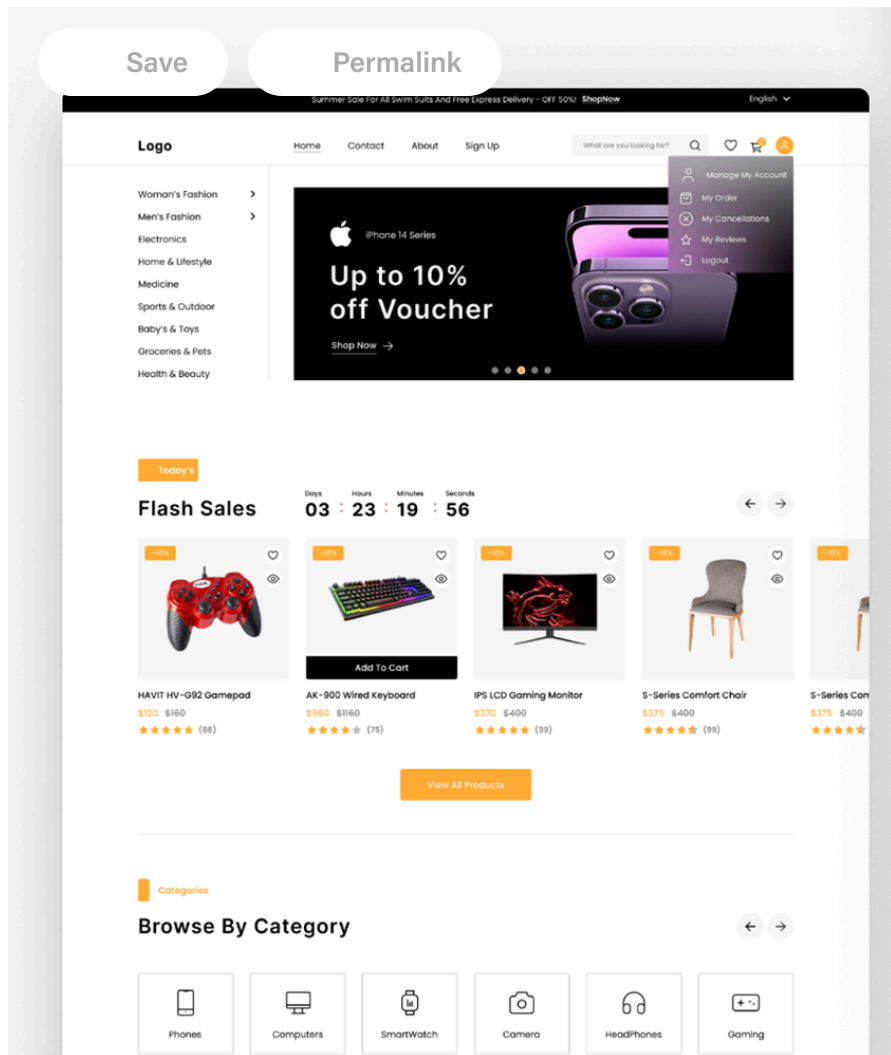 Save
Permalink
Summer Sale For All Swim Suits And Free Express Delivery - OFF 50%! ShopNow
English
Logo
Home
Contact
About
Sign Up
What are you looking for?
2
Manage My Account
My Order
My Cancellations
My Reviews
Logout
Woman's Fashion
Men's Fashion
Electronics
Home & Lifestyle
Medicine
Sports & Outdoor
Baby's & Toys
Groceries & Pets
Health & Beauty
iPhone 14 Series
Up to 10%
off Voucher
Shop Now
Today's
Flash Sales
Days
Hours
Minutes
Seconds
03 : 23 : 19 : 56
-40%
-35%
-30%
-25%
-25%
Add To Cart
HAVIT HV-G92 Gamepad
$120 $160
(88)
AK-900 Wired Keyboard
$960 $1160
(75)
IPS LCD Gaming Monitor
$370 $400
(99)
S-Series Comfort Chair
$375 $400
(99)
S-Series Com
$375 $400
View All Products
Categories
Browse By Category
Phones
Computers
SmartWatch
Camera
HeadPhones
Gaming